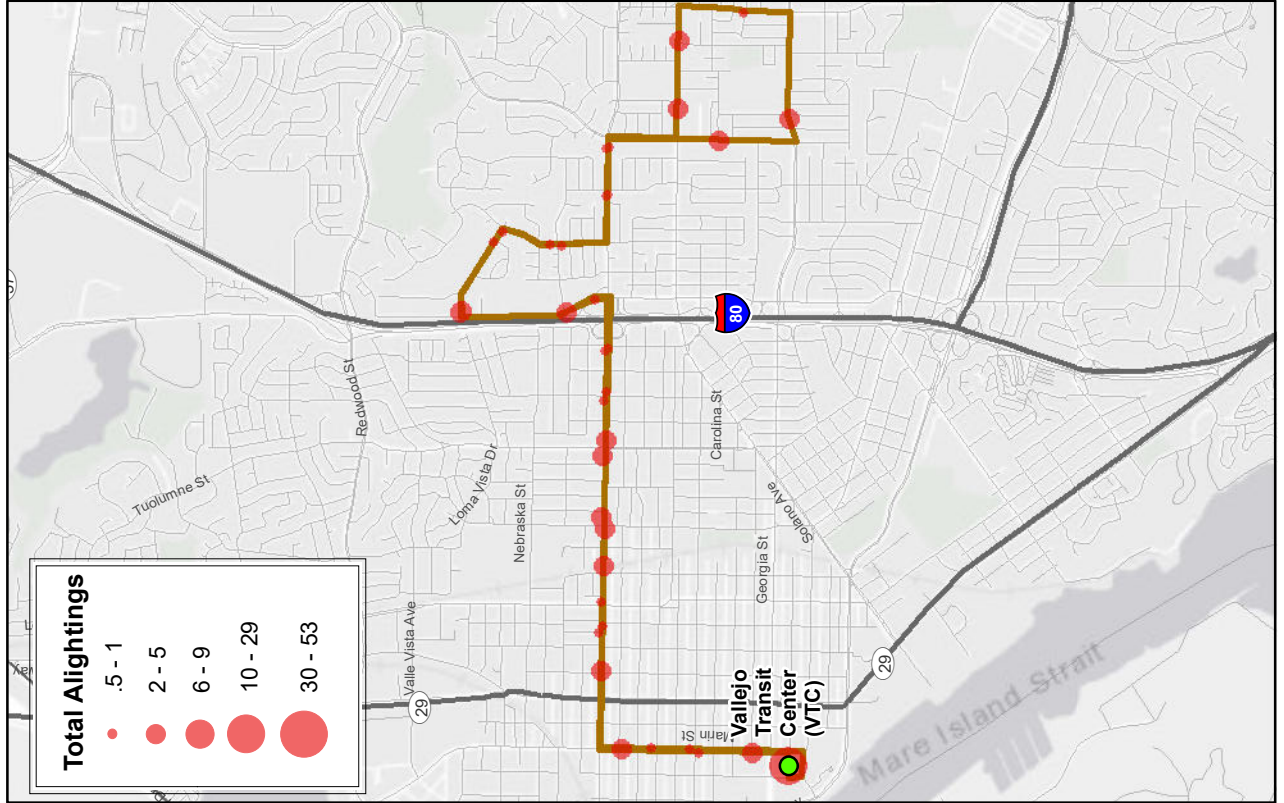 Total Alightings
.5 - 1
2 - 5
6 - 9
10 - 29
30 - 53
Redwood St
Tuolumne St
Loma Vista Dr
Nebraska St
Valle Vista Ave
29
80
Carolina St
Solano Ave
Georgia St
29
Marin St
Vallejo
Transit
Center
(VTC)
Mare Island Strait